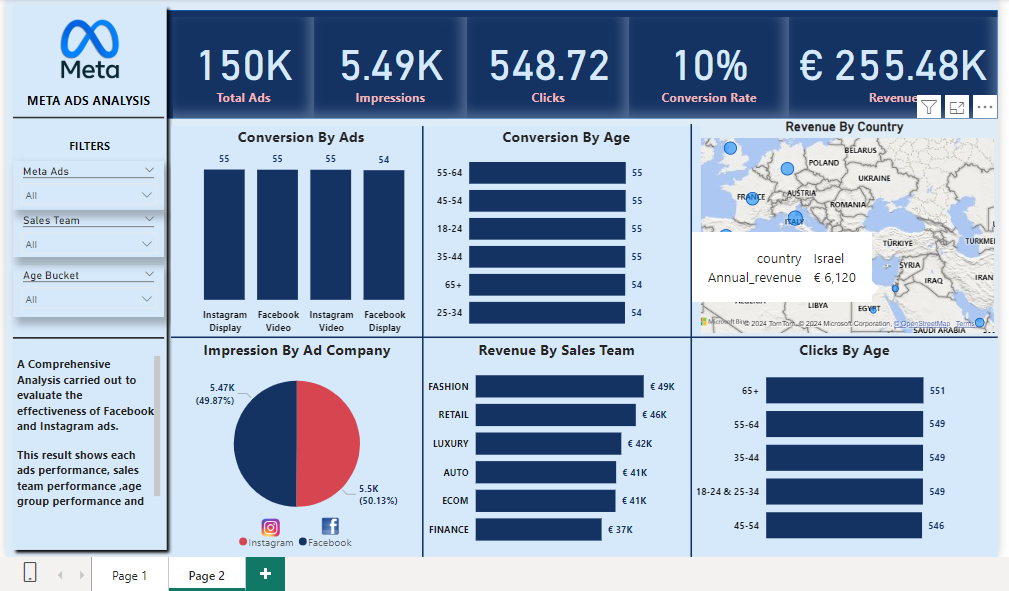 Meta
META ADS ANALYSIS
FILTERS
Meta Ads
All
Sales Team
All
Age Bucket
All
A Comprehensive
Analysis carried out to
evaluate the
effectiveness of Facebook
and Instagram ads.
This result shows each
ads performance, sales
team performance ,age
group performance and
150K
Total Ads
5.49K
Impressions
548.72
Clicks
10%
Conversion Rate
€ 255.48K
Revenue
Conversion By Ads
55
55
55
54
Instagram Display
Facebook Video
Instagram Video
Facebook Display
Conversion By Age
55-64 55
45-54 55
18-24 55
35-44 55
65+ 54
25-34 54
Revenue By Country
BELARUS
POLAND
UKRAINE
FRANCE
AUSTRIA
ROMANIA
ITALY
TÜRKIYE
TURKME
SYRIA
IRAQ
IRAN
country Israel
Annual_revenue € 6,120
LIBYA
EGYPT
SAUDI ARABIA
Microsoft Bing
© 2024 TomTom, © 2024 Microsoft Corporation, © OpenStreetMap Terms
Impression By Ad Company
5.47K
(49.87%)
5.5K
(50.13%)
Instagram
Facebook
Revenue By Sales Team
FASHION € 49K
RETAIL € 46K
LUXURY € 42K
AUTO € 41K
ECOM € 41K
FINANCE € 37K
Clicks By Age
65+ 551
55-64 549
35-44 549
18-24 & 25-34 549
45-54 546
Page 1
Page 2